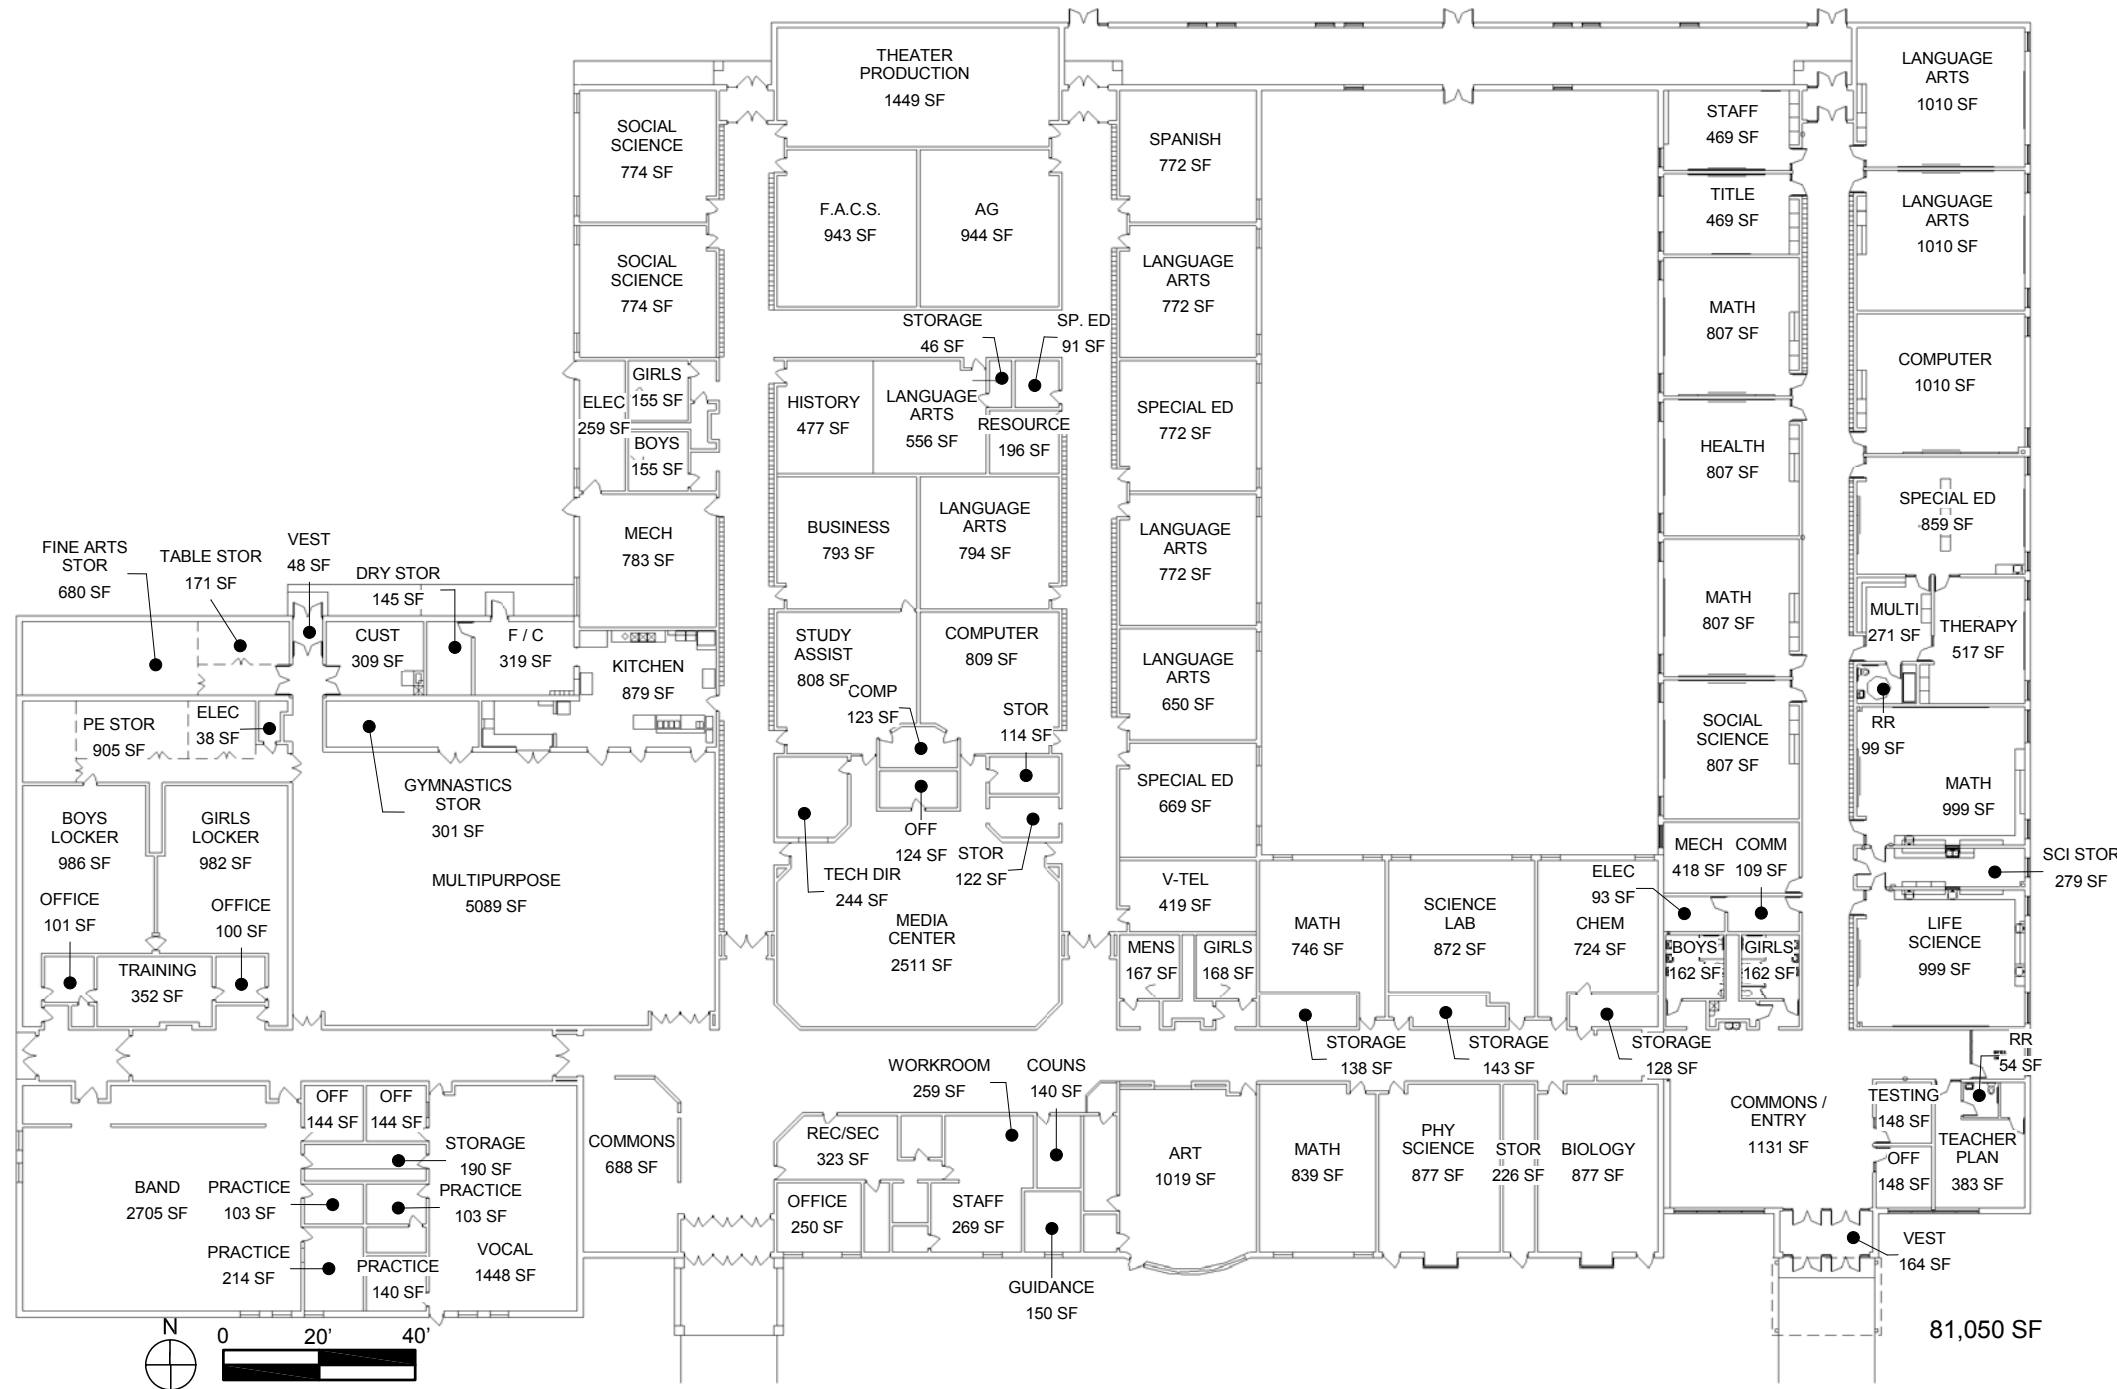 THEATER
PRODUCTION
1449 SF
LANGUAGE
ARTS
1010 SF
SOCIAL
SCIENCE
774 SF
SPANISH
772 SF
STAFF
469 SF
F.A.C.S.
943 SF
AG
944 SF
TITLE
469 SF
LANGUAGE
ARTS
1010 SF
SOCIAL
SCIENCE
774 SF
LANGUAGE
ARTS
772 SF
MATH
807 SF
STORAGE
46 SF
SP. ED
91 SF
COMPUTER
1010 SF
GIRLS
155 SF
ELEC
259 SF
BOYS
155 SF
HISTORY
477 SF
LANGUAGE
ARTS
556 SF
RESOURCE
196 SF
SPECIAL ED
772 SF
HEALTH
807 SF
SPECIAL ED
859 SF
MECH
783 SF
BUSINESS
793 SF
LANGUAGE
ARTS
794 SF
LANGUAGE
ARTS
772 SF
FINE ARTS
STOR
680 SF
TABLE STOR
171 SF
VEST
48 SF
DRY STOR
145 SF
MATH
807 SF
MULTI
271 SF
THERAPY
517 SF
CUST
309 SF
F / C
319 SF
KITCHEN
879 SF
STUDY
ASSIST
808 SF
COMPUTER
809 SF
LANGUAGE
ARTS
650 SF
COMP
123 SF
STOR
114 SF
PE STOR
905 SF
ELEC
38 SF
SOCIAL
SCIENCE
807 SF
RR
99 SF
GYMNASTICS
STOR
301 SF
SPECIAL ED
669 SF
MATH
999 SF
BOYS
LOCKER
986 SF
GIRLS
LOCKER
982 SF
OFF
124 SF
STOR
122 SF
TECH DIR
244 SF
MULTIPURPOSE
5089 SF
V-TEL
419 SF
ELEC
93 SF
MECH
418 SF
COMM
109 SF
SCI STOR
279 SF
OFFICE
101 SF
OFFICE
100 SF
MEDIA
CENTER
2511 SF
MATH
746 SF
SCIENCE
LAB
872 SF
CHEM
724 SF
LIFE
SCIENCE
999 SF
TRAINING
352 SF
MENS
167 SF
GIRLS
168 SF
BOYS
162 SF
GIRLS
162 SF
WORKROOM
259 SF
COUNS
140 SF
STORAGE
138 SF
STORAGE
143 SF
STORAGE
128 SF
RR
54 SF
OFF
144 SF
OFF
144 SF
STORAGE
190 SF
COMMONS
688 SF
REC/SEC
323 SF
ART
1019 SF
MATH
839 SF
PHY
SCIENCE
877 SF
STOR
226 SF
BIOLOGY
877 SF
COMMONS /
ENTRY
1131 SF
TESTING
148 SF
TEACHER
PLAN
383 SF
OFF
148 SF
BAND
2705 SF
PRACTICE
103 SF
PRACTICE
103 SF
OFFICE
250 SF
STAFF
269 SF
PRACTICE
214 SF
PRACTICE
140 SF
VOCAL
1448 SF
GUIDANCE
150 SF
VEST
164 SF
N
0 20' 40'
81,050 SF